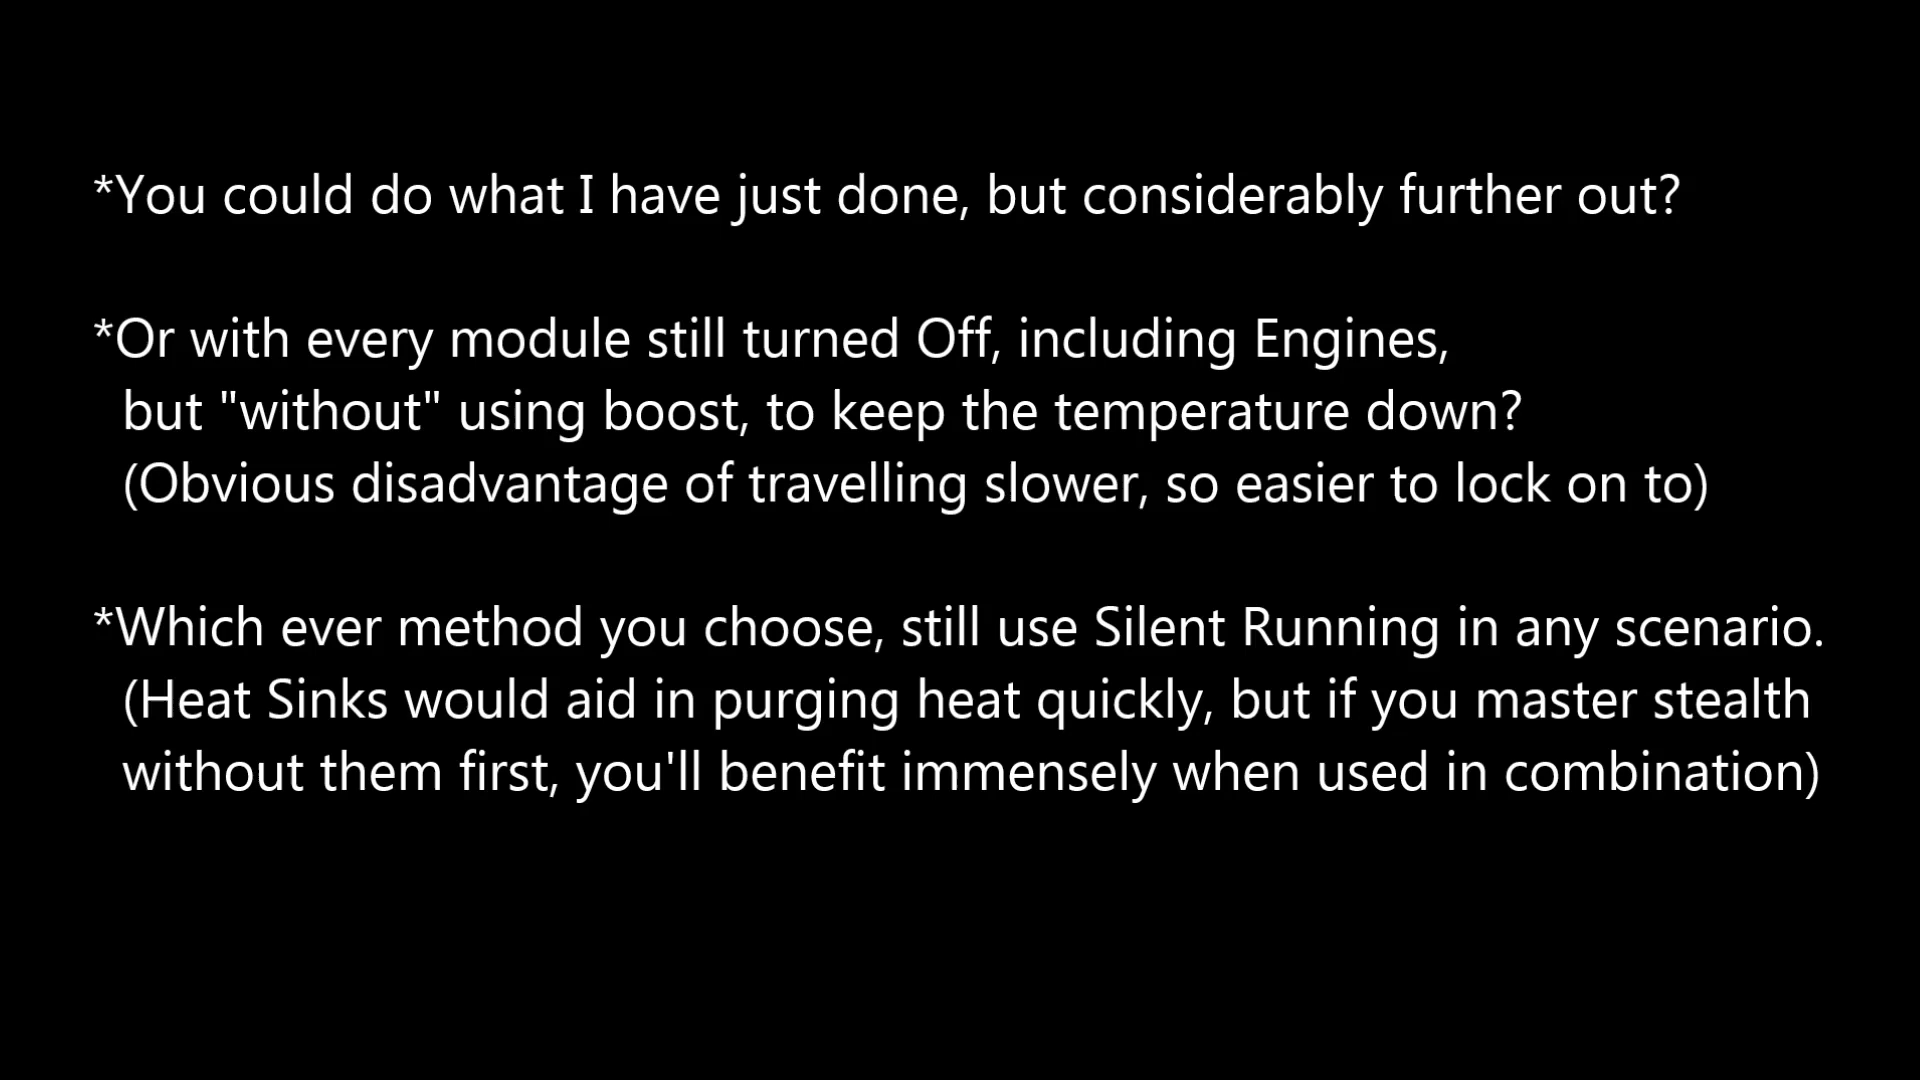 *You could do what I have just done, but considerably further out?
*Or with every module still turned Off, including Engines,
but "without" using boost, to keep the temperature down?
(Obvious disadvantage of travelling slower, so easier to lock on to)
*Which ever method you choose, still use Silent Running in any scenario.
(Heat Sinks would aid in purging heat quickly, but if you master stealth
without them first, you'll benefit immensely when used in combination)